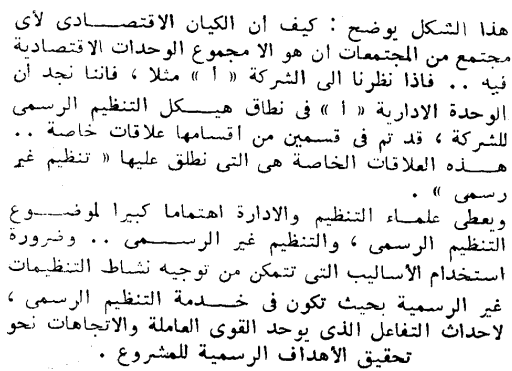 هذا الشكل يوضح : كيف أن الكيان الاقتصادى لأى
مجتمع من المجتمعات ان هو الا مجموع الوحدات الاقتصادية
فيه .. فاذا نظرنا الى الشركة « أ » مثلا ، فاننا نجد أن
الوحدة الادارية « أ » فى نطاق هيكل التنظيم الرسمى
للشركة ، قد تم فى قسمين من أقسامها علاقات خاصة ..
هذه العلاقات الخاصة هى التى نطلق عليها « تنظيم غير
رسمى » .
ويعطى علماء التنظيم والادارة اهتماما كبيرا لموضوع
التنظيم الرسمى ، والتنظيم غير الرسمى .. وضرورة
استخدام الأساليب التى تتمكن من توجيه نشاط التنظيمات
غير الرسمية بحيث تكون فى خدمة التنظيم الرسمى ،
لاحداث التفاعل الذى يوحد القوى العاملة والاتجاهات نحو
تحقيق الأهداف الرسمية للمشروع .